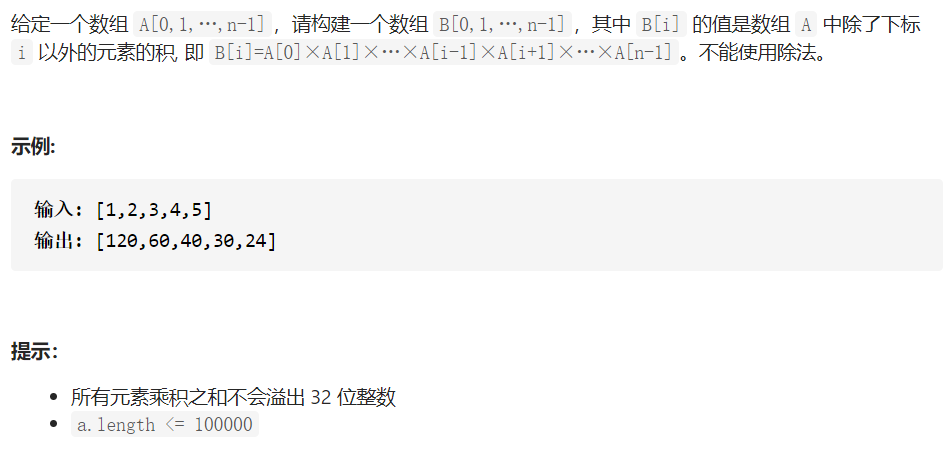 给定一个数组 A[0,1,…,n-1]，请构建一个数组 B[0,1,…,n-1]，其中 B[i] 的值是数组 A 中除了下标
i 以外的元素的积, 即 B[i]=A[0]×A[1]×…×A[i-1]×A[i+1]×…×A[n-1]。不能使用除法。
示例:
输入: [1,2,3,4,5]
输出: [120,60,40,30,24]
提示：
• 所有元素乘积之和不会溢出 32 位整数
• a.length <= 100000